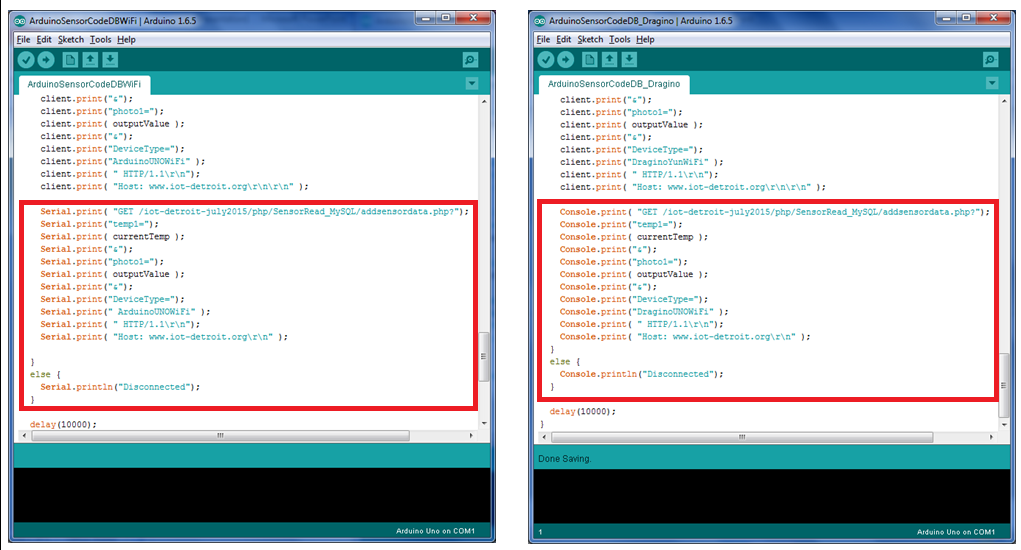 ArduinoSensorCodeDBWiFi | Arduino 1.6.5
File Edit Sketch Tools Help
ArduinoSensorCodeDBWiFi
client.print("&");
client.print("photo1=");
client.print( outputValue );
client.print("&");
client.print("DeviceType=");
client.print("ArduinoUNOWiFi" );
client.print( " HTTP/1.1\r\n");
client.print( "Host: www.iot-detroit.org\r\n\r\n" );
Serial.print( "GET /iot-detroit-july2015/php/SensorRead_MySQL/addsensordata.php?");
Serial.print("temp1=");
Serial.print( currentTemp );
Serial.print("&");
Serial.print("photo1=");
Serial.print( outputValue );
Serial.print("&");
Serial.print("DeviceType=");
Serial.print(" ArduinoUNOWiFi" );
Serial.print( " HTTP/1.1\r\n");
Serial.print( "Host: www.iot-detroit.org\r\n" );
}
else {
Serial.println("Disconnected");
}
delay(10000);
Arduino Uno on COM1
ArduinoSensorCodeDB_Dragino | Arduino 1.6.5
File Edit Sketch Tools Help
ArduinoSensorCodeDB_Dragino
client.print("&");
client.print("photo1=");
client.print( outputValue );
client.print("&");
client.print("DeviceType=");
client.print("DraginoYunWiFi" );
client.print( " HTTP/1.1\r\n");
client.print( "Host: www.iot-detroit.org\r\n\r\n" );
Console.print( "GET /iot-detroit-july2015/php/SensorRead_MySQL/addsensordata.php?");
Console.print("temp1=");
Console.print( currentTemp );
Console.print("&");
Console.print("photo1=");
Console.print( outputValue );
Console.print("&");
Console.print("DeviceType=");
Console.print("DraginoUNOWiFi" );
Console.print( " HTTP/1.1\r\n");
Console.print( "Host: www.iot-detroit.org\r\n" );
}
else {
Console.println("Disconnected");
}
delay(10000);
}
Done Saving.
1
Arduino Uno on COM1